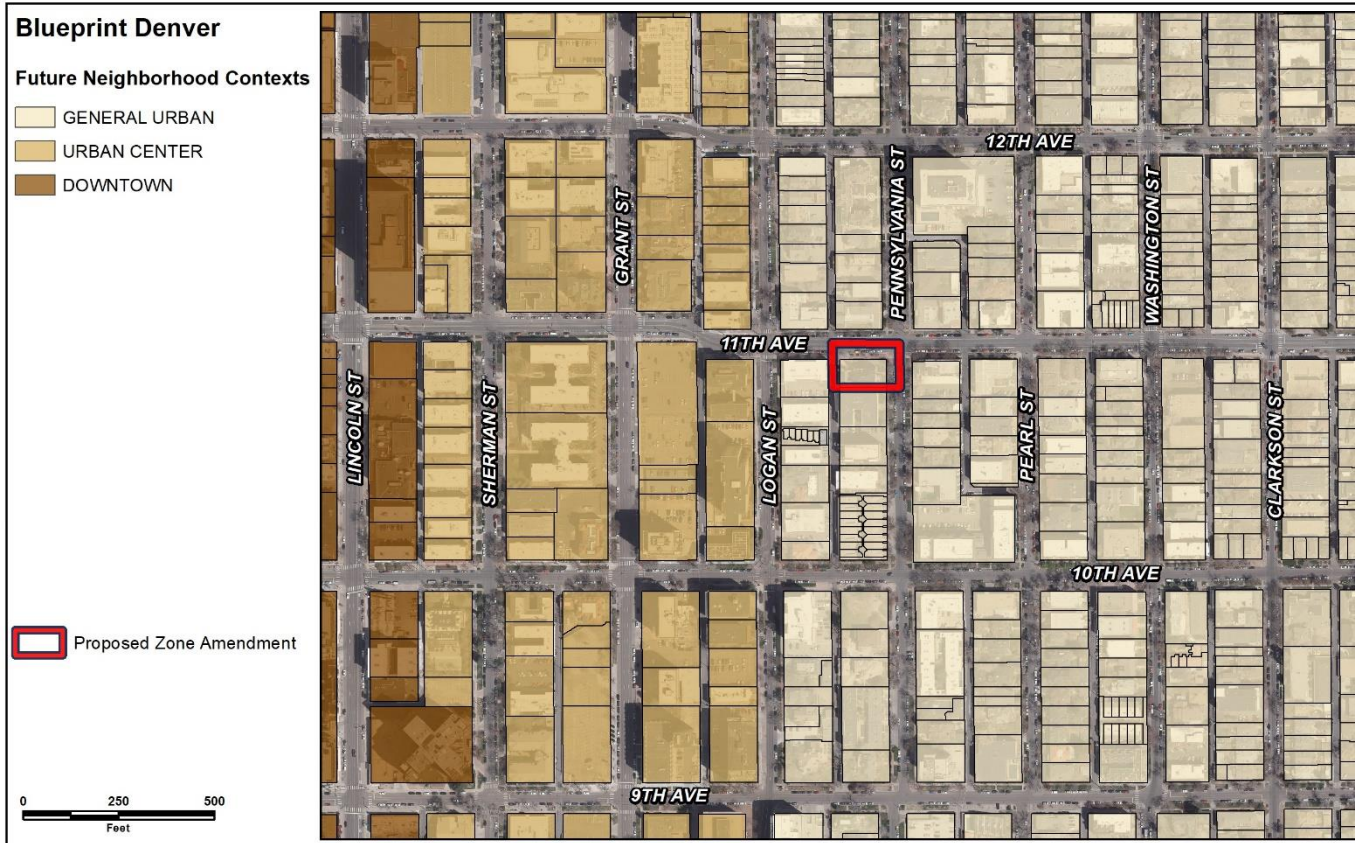 Blueprint Denver
Future Neighborhood Contexts
GENERAL URBAN
URBAN CENTER
DOWNTOWN
Proposed Zone Amendment
0 250 500
Feet
12TH AVE
PENNSYLVANIA ST
WASHINGTON ST
GRANT ST
11TH AVE
LINCOLN ST
SHERMAN ST
LOGAN ST
PEARL ST
CLARKSON ST
10TH AVE
9TH AVE